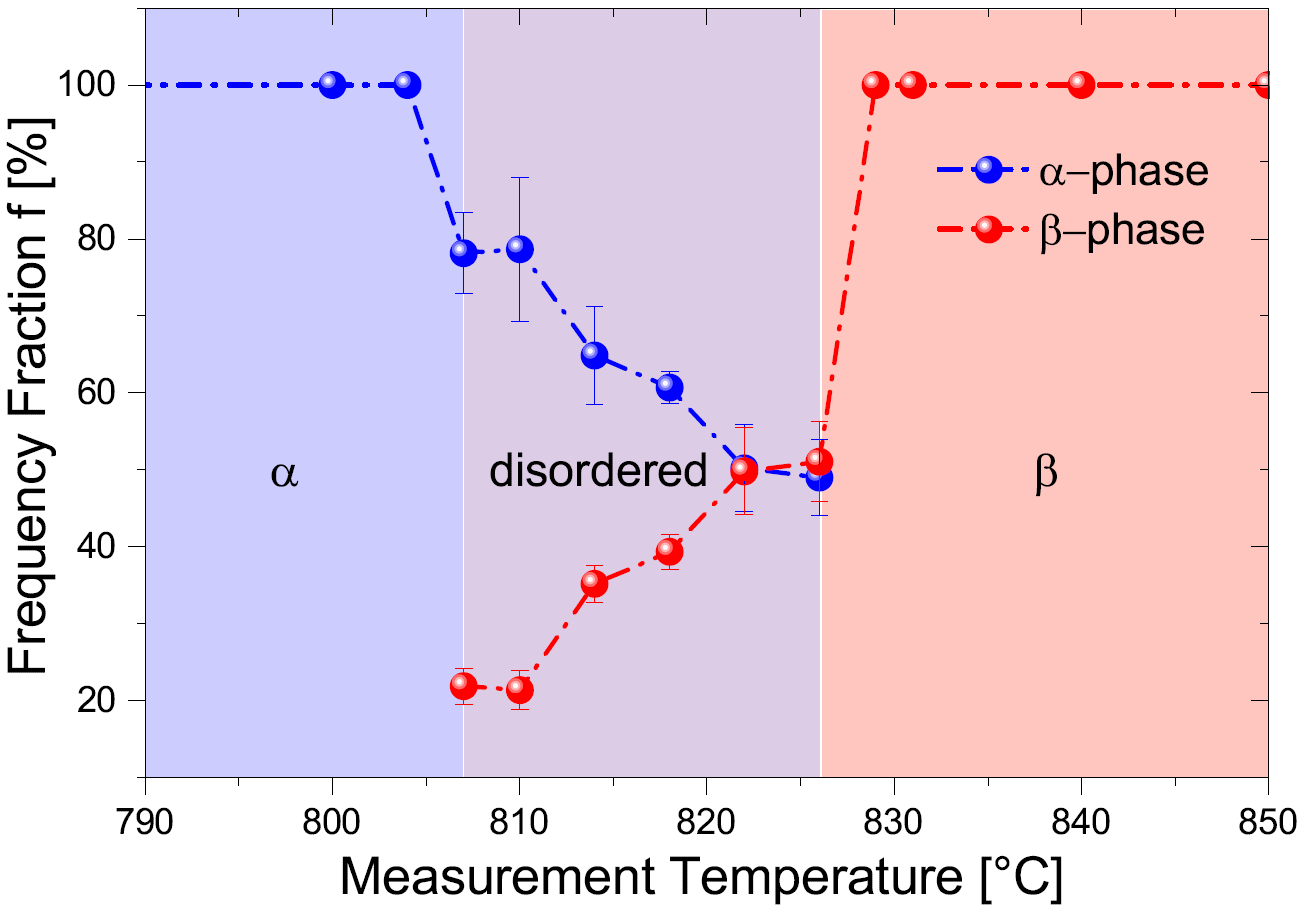 Frequency Fraction f [%]
100
80
60
40
20
α–phase
β–phase
α
disordered
β
790 800 810 820 830 840 850
Measurement Temperature [°C]